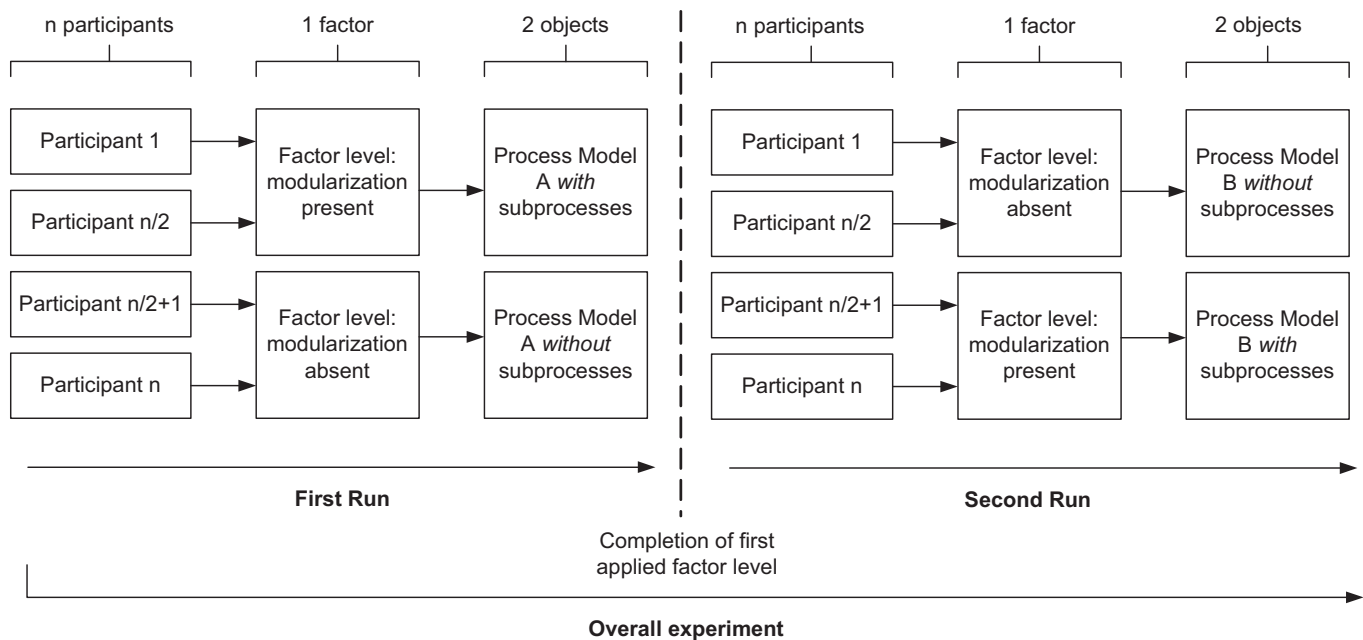 n participants
1 factor
2 objects
Participant 1
Participant n/2
Participant n/2+1
Participant n
Factor level:
modularization
present
Factor level:
modularization
absent
Process Model
A with
subprocesses
Process Model
A without
subprocesses
First Run
n participants
1 factor
2 objects
Participant 1
Participant n/2
Participant n/2+1
Participant n
Factor level:
modularization
absent
Factor level:
modularization
present
Process Model
B without
subprocesses
Process Model
B with
subprocesses
Second Run
Completion of first
applied factor level
Overall experiment